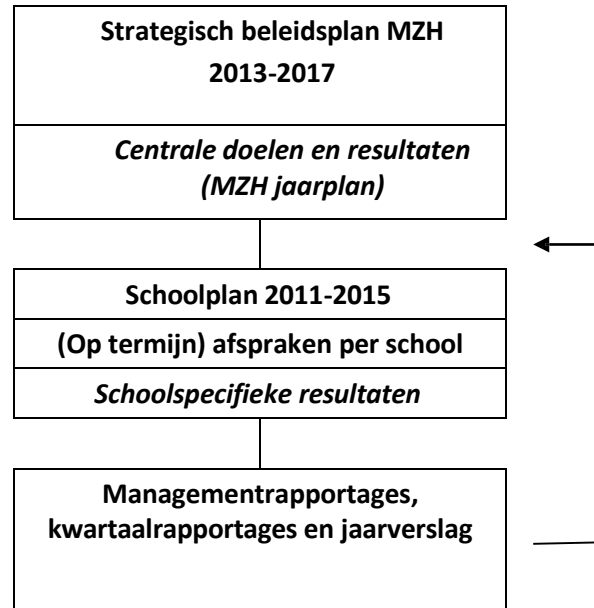 Strategisch beleidsplan MZH
2013-2017
Centrale doelen en resultaten
(MZH jaarplan)
Schoolplan 2011-2015
(Op termijn) afspraken per school
Schoolspecifieke resultaten
Managementrapportages,
kwartaalrapportages en jaarverslag